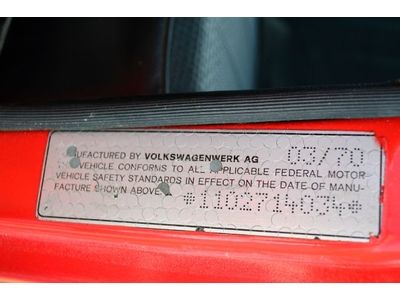 UFACTURED BY VOLKSWAGENWERK AG 03/70
VEHICLE CONFORMS TO ALL APPLICABLE FEDERAL MOTOR
VEHICLE SAFETY STANDARDS IN EFFECT ON THE DATE OF MANU-
FACTURE SHOWN ABOVE
*1102714034*